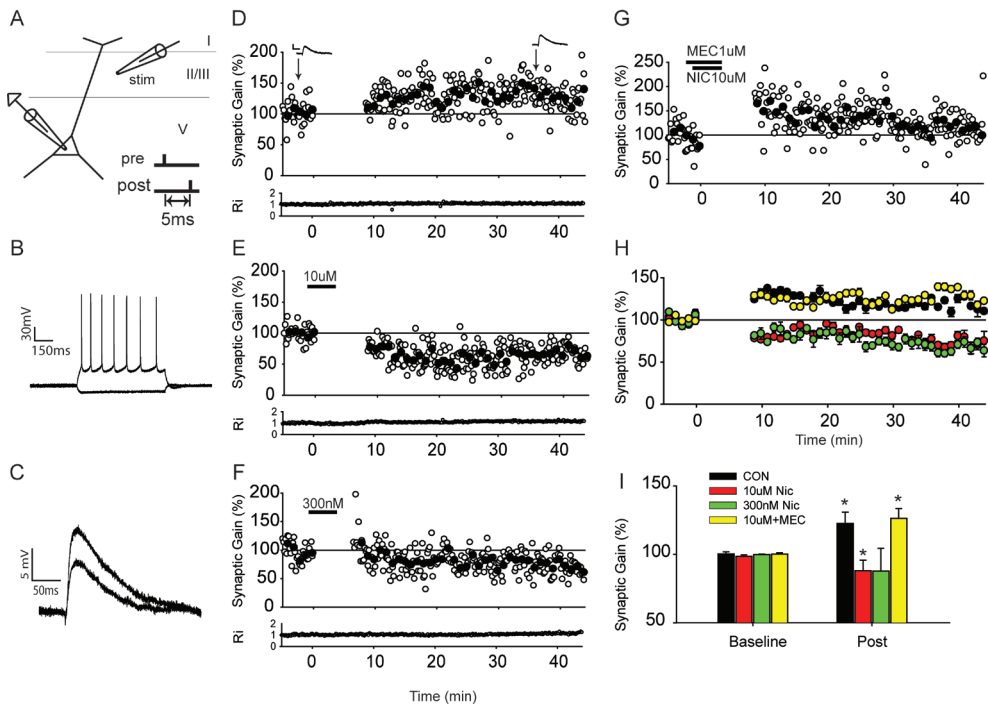 A
I
II/III
V
stim
pre
post
5ms
B
30mV
150ms
C
5 mV
50ms
D
Synaptic Gain (%)
200
150
100
50
0
Ri
2
1
0
0 10 20 30 40
E
10uM
Synaptic Gain (%)
200
150
100
50
0
Ri
2
1
0
0 10 20 30 40
F
300nM
Synaptic Gain (%)
200
150
100
50
0
Ri
2
1
0
0 10 20 30 40
Time (min)
G
MEC1uM
NIC10uM
Synaptic Gain (%)
250
200
150
100
50
0
0 10 20 30 40
H
Synaptic Gain (%)
150
100
50
0
0 10 20 30 40
Time (min)
I
CON
10uM Nic
300nM Nic
10uM+MEC
Synaptic Gain (%)
150
100
50
* * *
Baseline Post